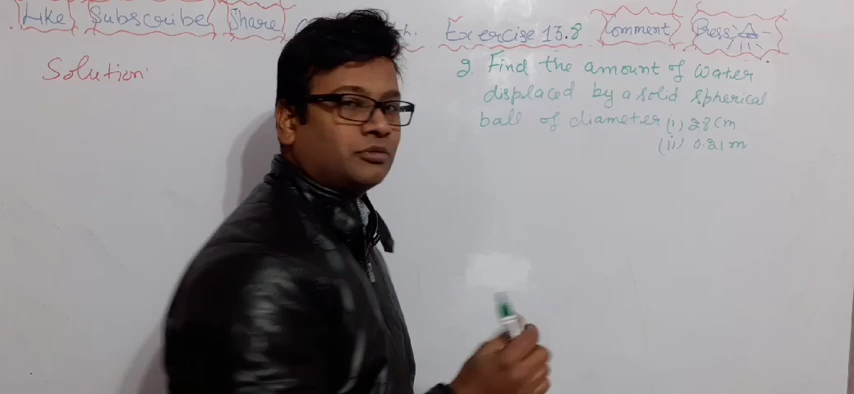 Like Subscribe Share
Exercise 13.8 Comment Press
Solution
2. Find the amount of water
displaced by a solid spherical
ball of diameter (i) 28 cm
(ii) 0.21 m